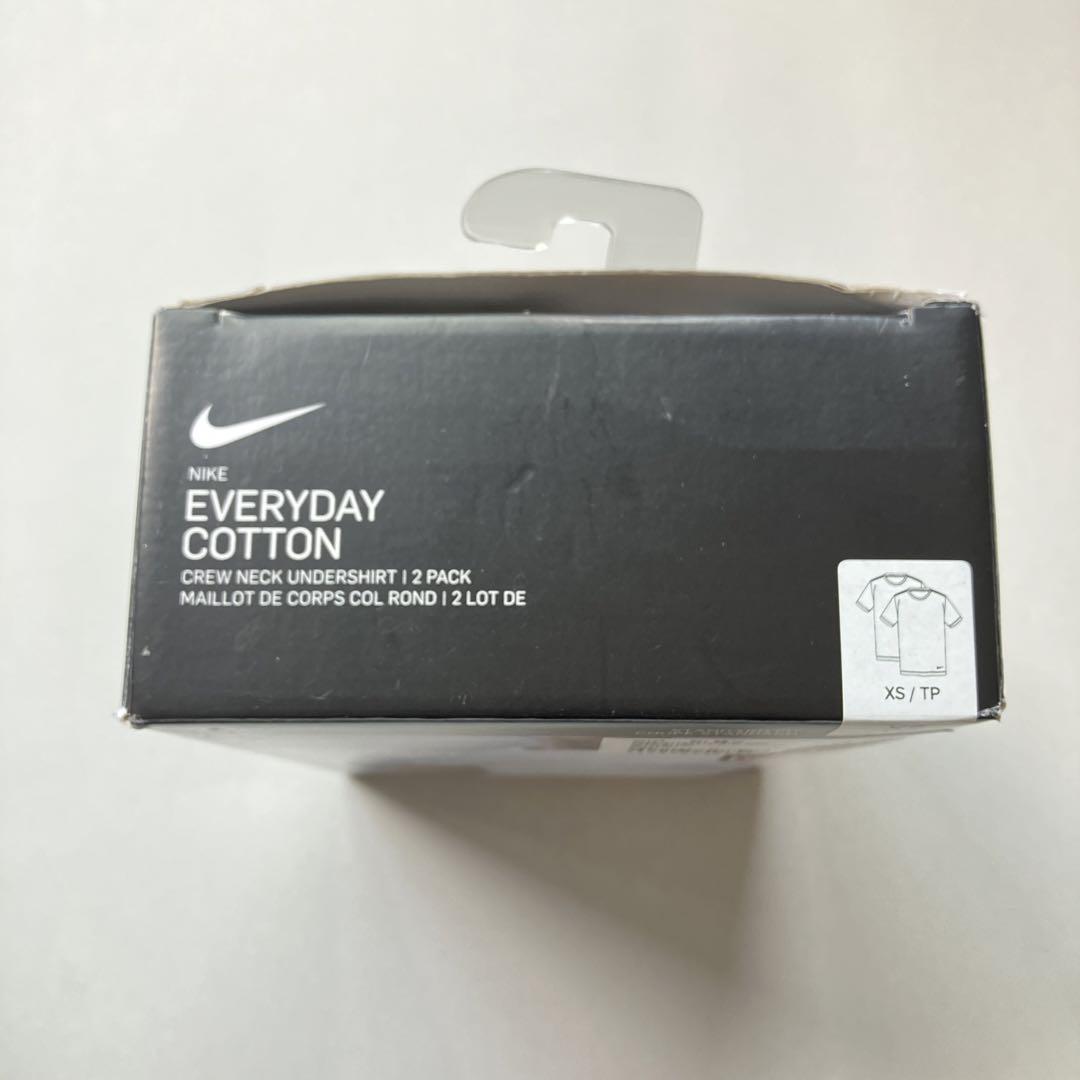 NIKE
EVERYDAY
COTTON
CREW NECK UNDERSHIRT | 2 PACK
MAILLOT DE CORPS COL ROND | 2 LOT DE
XS / TP